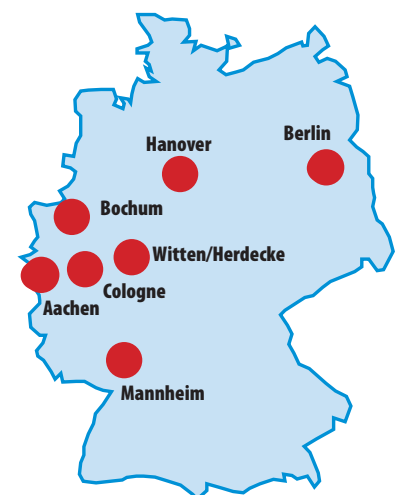 Berlin
Hanover
Bochum
Witten/Herdecke
Cologne
Aachen
Mannheim